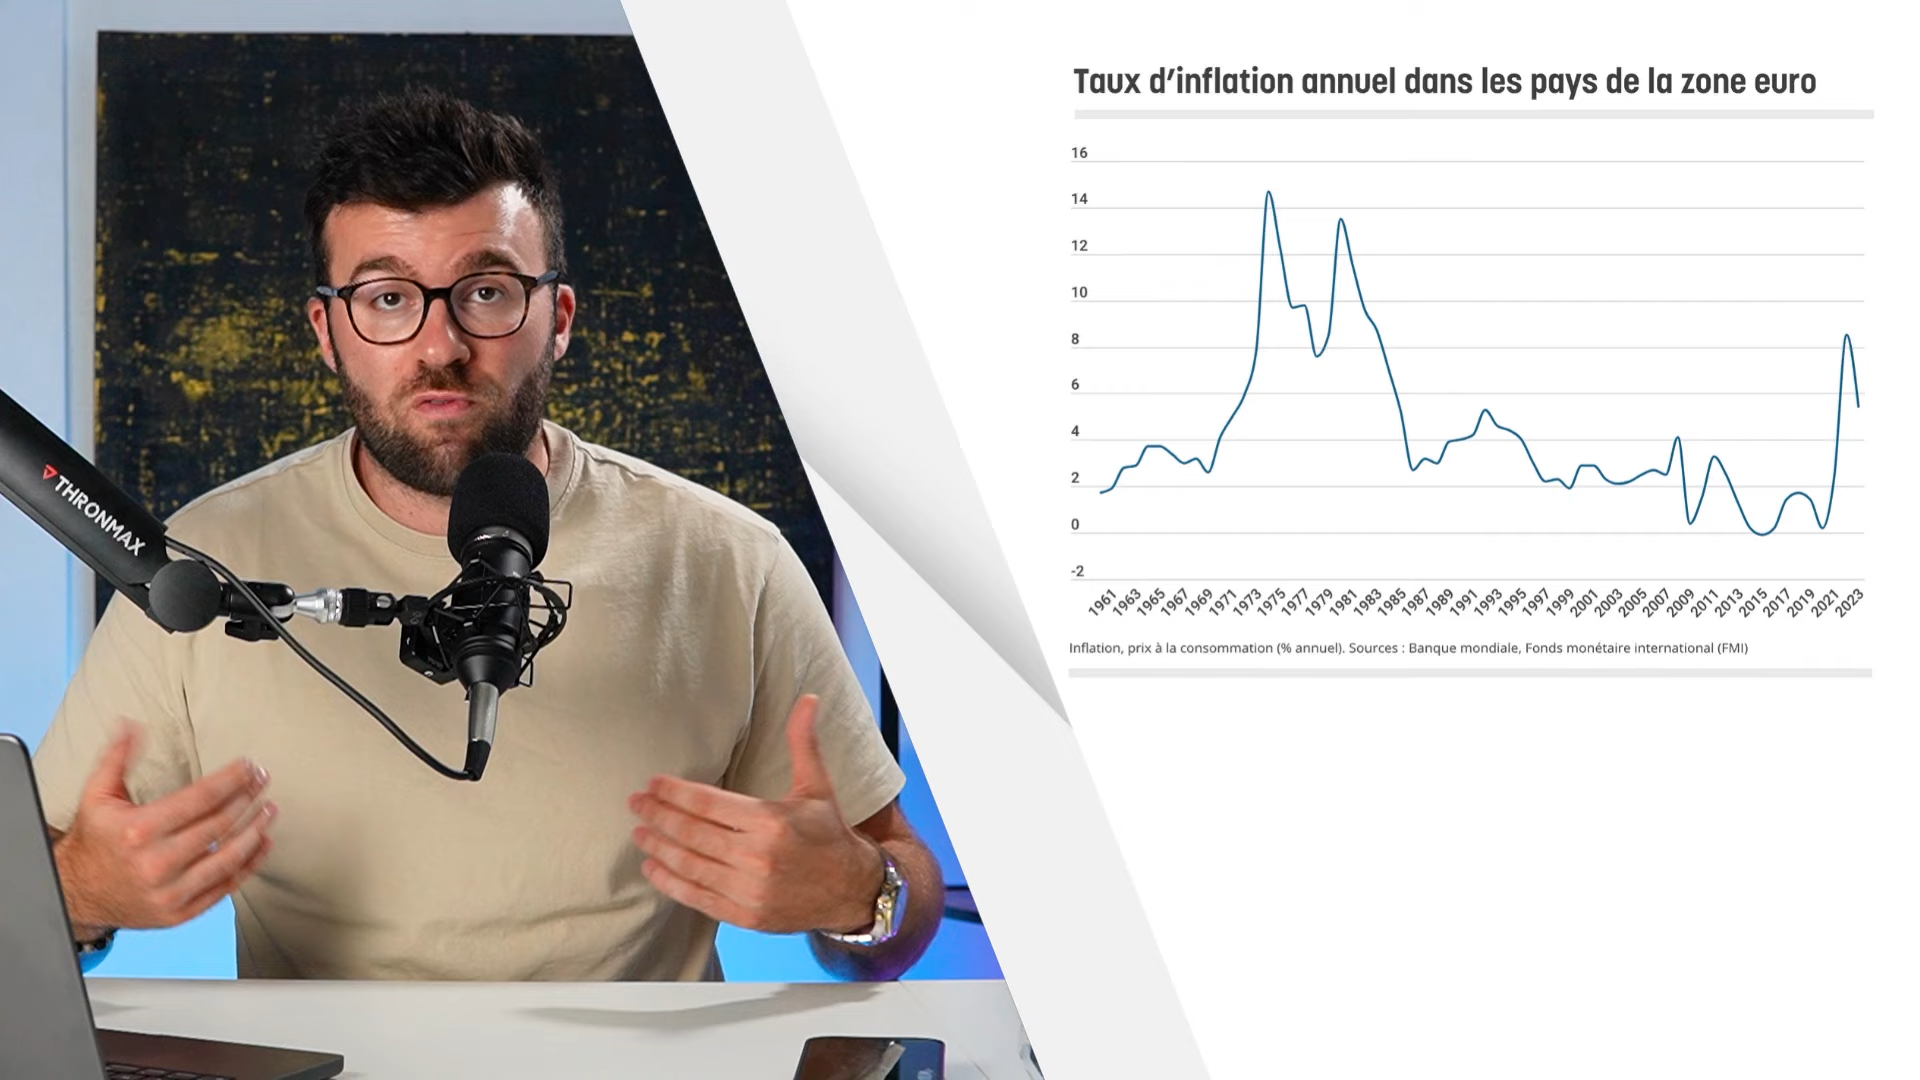 THRONMAX
Taux d’inflation annuel dans les pays de la zone euro
16
14
12
10
8
6
4
2
0
-2
1961 1963 1965 1967 1969 1971 1973 1975 1977 1979 1981 1983 1985 1987 1989 1991 1993 1995 1997 1999 2001 2003 2005 2007 2009 2011 2013 2015 2017 2019 2021 2023
Inflation, prix à la consommation (% annuel). Sources : Banque mondiale, Fonds monétaire international (FMI)